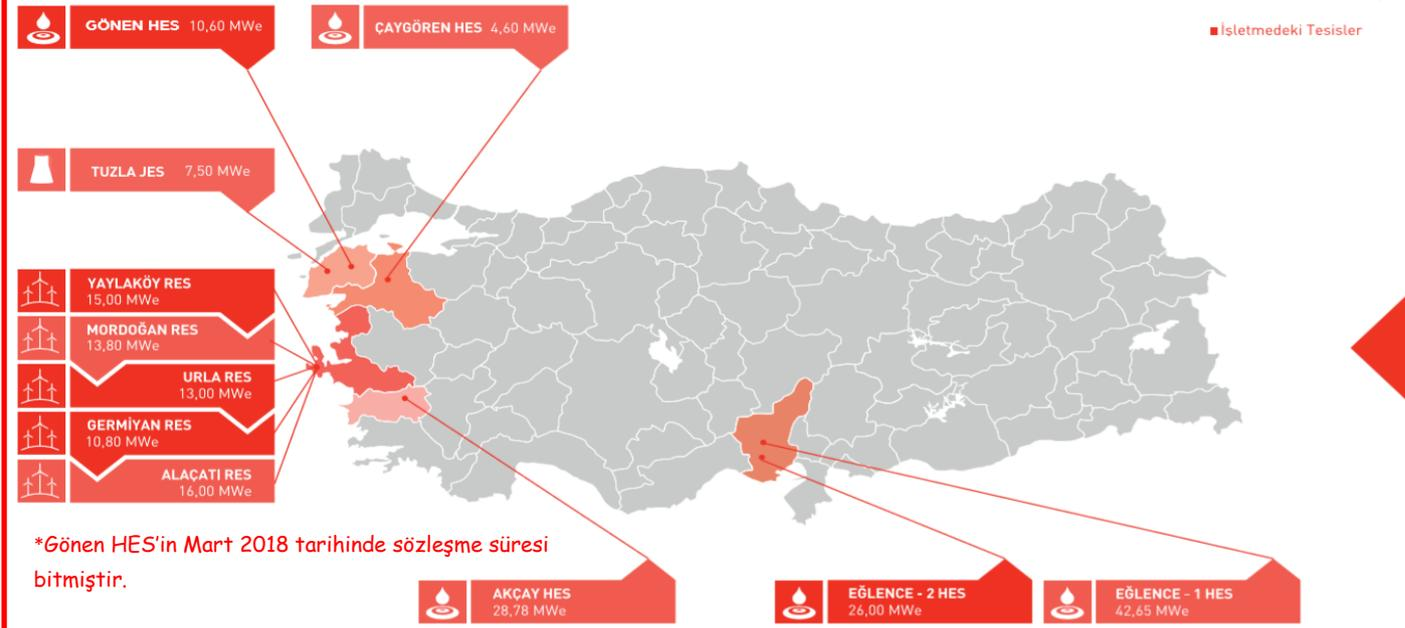 GÖNEN HES 10,60 MWe
ÇAYGÖREN HES 4,60 MWe
İşletmedeki Tesisler
TUZLA JES 7,50 MWe
YAYLAKÖY RES
15,00 MWe
MORDOĞAN RES
13,80 MWe
URLA RES
13,00 MWe
GERMİYAN RES
10,80 MWe
ALAÇATI RES
16,00 MWe
*Gönen HES’in Mart 2018 tarihinde sözleşme süresi
bitmiştir.
AKÇAY HES
28,78 MWe
EĞLENCE - 2 HES
26,00 MWe
EĞLENCE - 1 HES
42,65 MWe